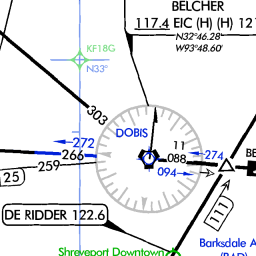 BELCHER
117.4 EIC (H) (H) 12
N32°46.28'
W93°48.60'
KF18G
N33°
303
DOBIS
272
266
259
11
088
274
094
BE
25
111
DE RIDDER 122.6
Shreveport Downtown
Barksdale A
(BAD)